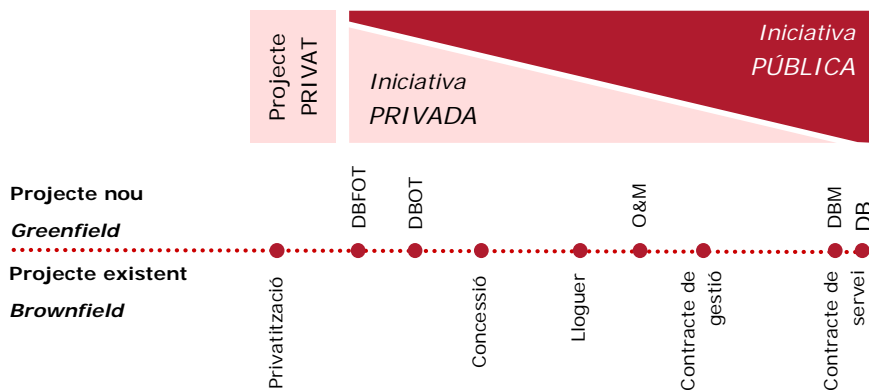 Projecte
PRIVAT
Iniciativa
PRIVADA
Iniciativa
PÚBLICA
Projecte nou
Greenfield
DBFOT
DBOT
O&M
DBM
DB
Projecte existent
Brownfield
Privatització
Concessió
Lloguer
Contracte de
gestió
Contracte de
servei